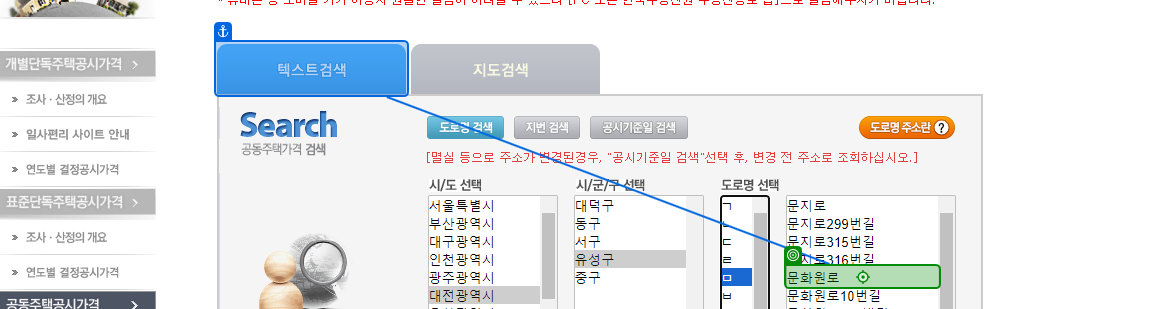 개별단독주택공시가격
조사 · 산정의 개요
일사편리 사이트 안내
연도별 결정공시가격
표준단독주택공시가격
조사 · 산정의 개요
연도별 결정공시가격
공동주택공시가격
텍스트검색
지도검색
Search
공동주택가격 검색
도로명 검색
지번 검색
공시기준일 검색
도로명 주소란 ?
[멸실 등으로 주소가 변경된경우, "공시기준일 검색"선택 후, 변경 전 주소로 조회하십시오.]
시/도 선택
서울특별시
부산광역시
대구광역시
인천광역시
광주광역시
대전광역시
시/군/구 선택
대덕구
동구
서구
유성구
중구
도로명 선택
ㄱ
ㄴ
ㄷ
ㄹ
ㅁ
ㅂ
문지로
문지로299번길
문지로315번길
문지로316번길
문화원로
문화원로10번길